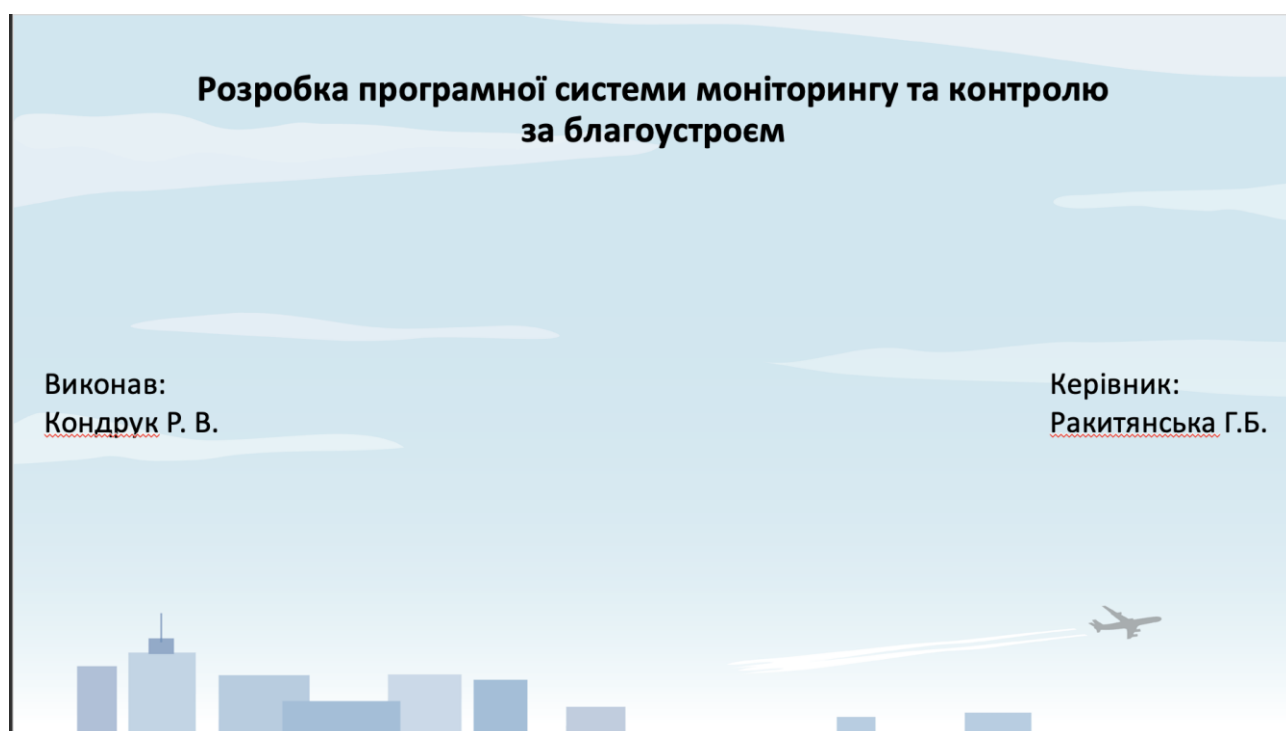 Розробка програмної системи моніторингу та контролю
за благоустроєм
Виконав:
Кондрук Р. В.
Керівник:
Ракитянська Г.Б.